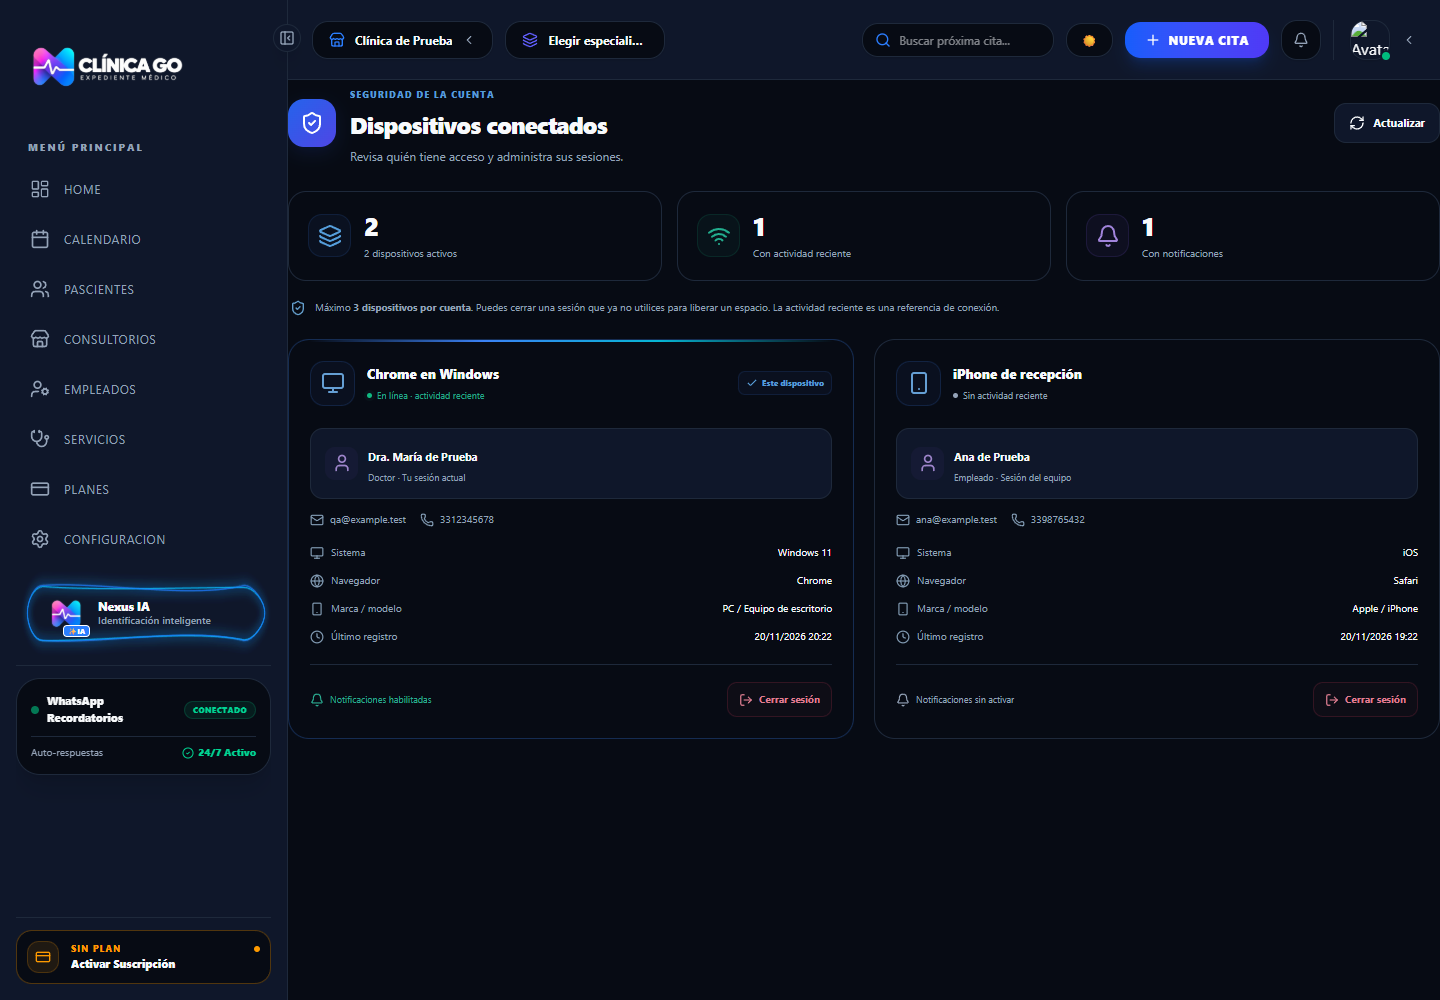 CLÍNICA GO
EXPEDIENTE MÉDICO
MENÚ PRINCIPAL
HOME
CALENDARIO
PASCIENTES
CONSULTORIOS
EMPLEADOS
SERVICIOS
PLANES
CONFIGURACION
Nexus IA
Identificación inteligente
IA
WhatsApp
Recordatorios
CONECTADO
Auto-respuestas
24/7 Activo
SIN PLAN
Activar Suscripción
Clínica de Prueba
Elegir especiali...
Buscar próxima cita...
NUEVA CITA
Avata
SEGURIDAD DE LA CUENTA
Dispositivos conectados
Revisa quién tiene acceso y administra sus sesiones.
Actualizar
2
2 dispositivos activos
1
Con actividad reciente
1
Con notificaciones
Máximo 3 dispositivos por cuenta. Puedes cerrar una sesión que ya no utilices para liberar un espacio. La actividad reciente es una referencia de conexión.
Chrome en Windows
En línea · actividad reciente
Este dispositivo
Dra. María de Prueba
Doctor · Tu sesión actual
qa@example.test 3312345678
Sistema Windows 11
Navegador Chrome
Marca / modelo PC / Equipo de escritorio
Último registro 20/11/2026 20:22
Notificaciones habilitadas
Cerrar sesión
iPhone de recepción
Sin actividad reciente
Ana de Prueba
Empleado · Sesión del equipo
ana@example.test 3398765432
Sistema iOS
Navegador Safari
Marca / modelo Apple / iPhone
Último registro 20/11/2026 19:22
Notificaciones sin activar
Cerrar sesión